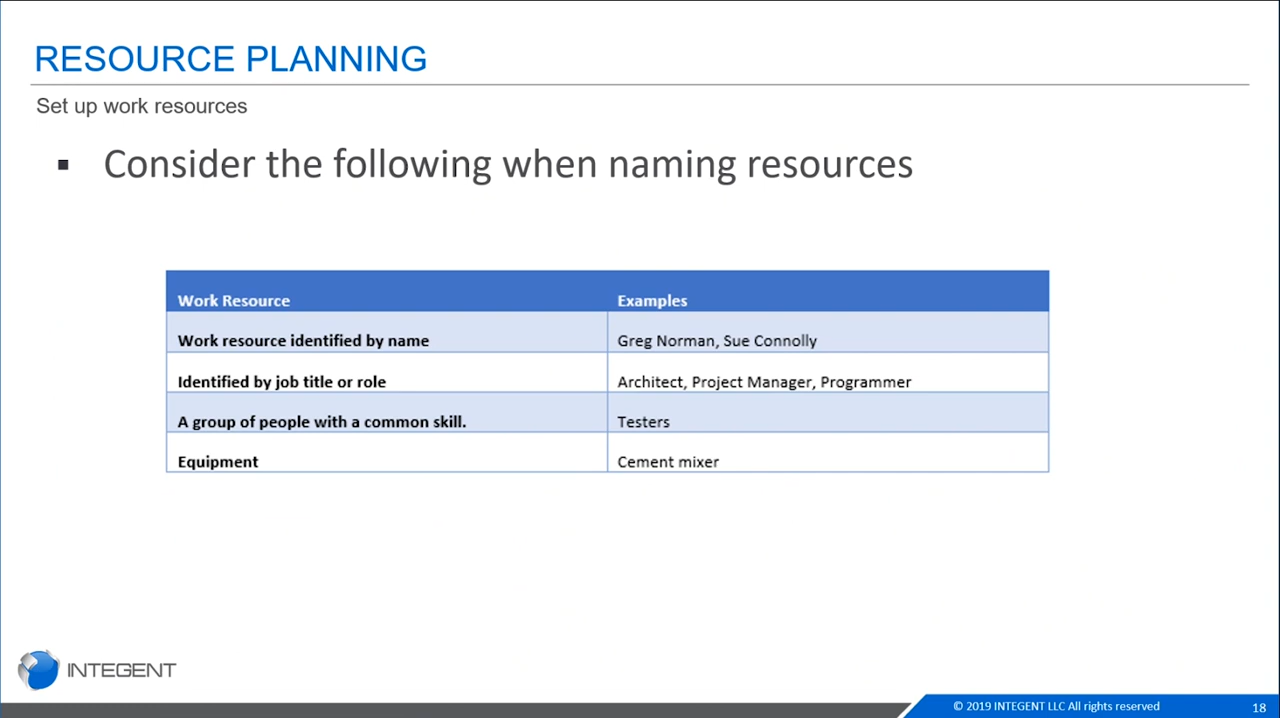 RESOURCE PLANNING
Set up work resources
▪ Consider the following when naming resources
Work Resource Examples
Work resource identified by name Greg Norman, Sue Connolly
Identified by job title or role Architect, Project Manager, Programmer
A group of people with a common skill. Testers
Equipment Cement mixer
INTEGENT
© 2019 INTEGENT LLC All rights reserved 18